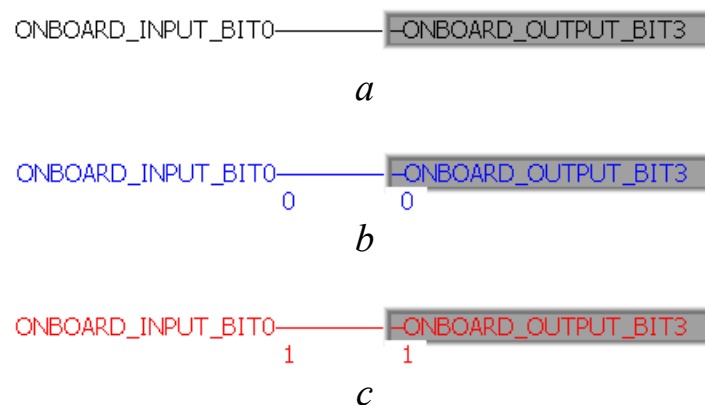 ONBOARD_INPUT_BIT0 ONBOARD_OUTPUT_BIT3
a
ONBOARD_INPUT_BIT0 ONBOARD_OUTPUT_BIT3
0 0
b
ONBOARD_INPUT_BIT0 ONBOARD_OUTPUT_BIT3
1 1
c